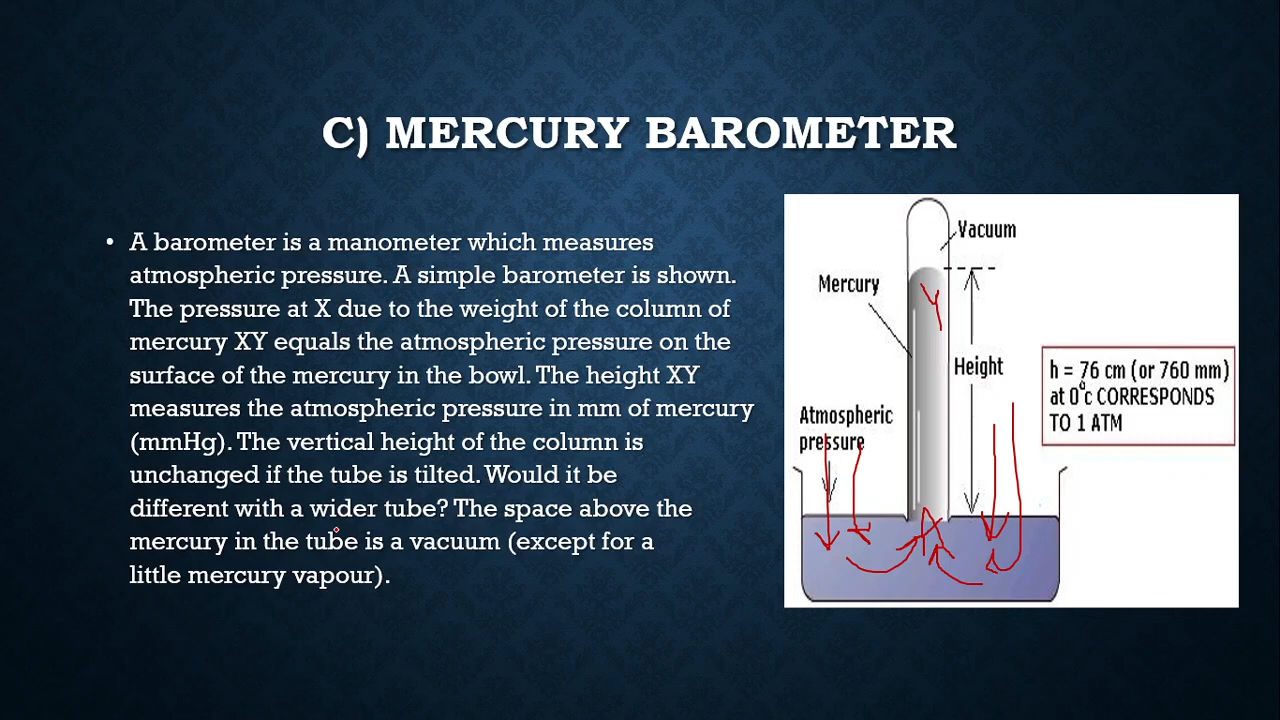 C) MERCURY BAROMETER
• A barometer is a manometer which measures
atmospheric pressure. A simple barometer is shown.
The pressure at X due to the weight of the column of
mercury XY equals the atmospheric pressure on the
surface of the mercury in the bowl. The height XY
measures the atmospheric pressure in mm of mercury
(mmHg). The vertical height of the column is
unchanged if the tube is tilted. Would it be
different with a wider tube? The space above the
mercury in the tube is a vacuum (except for a
little mercury vapour).
Vacuum
Mercury
Y
Height
Atmospheric
pressure
h = 76 cm (or 760 mm)
at 0°c CORRESPONDS
TO 1 ATM